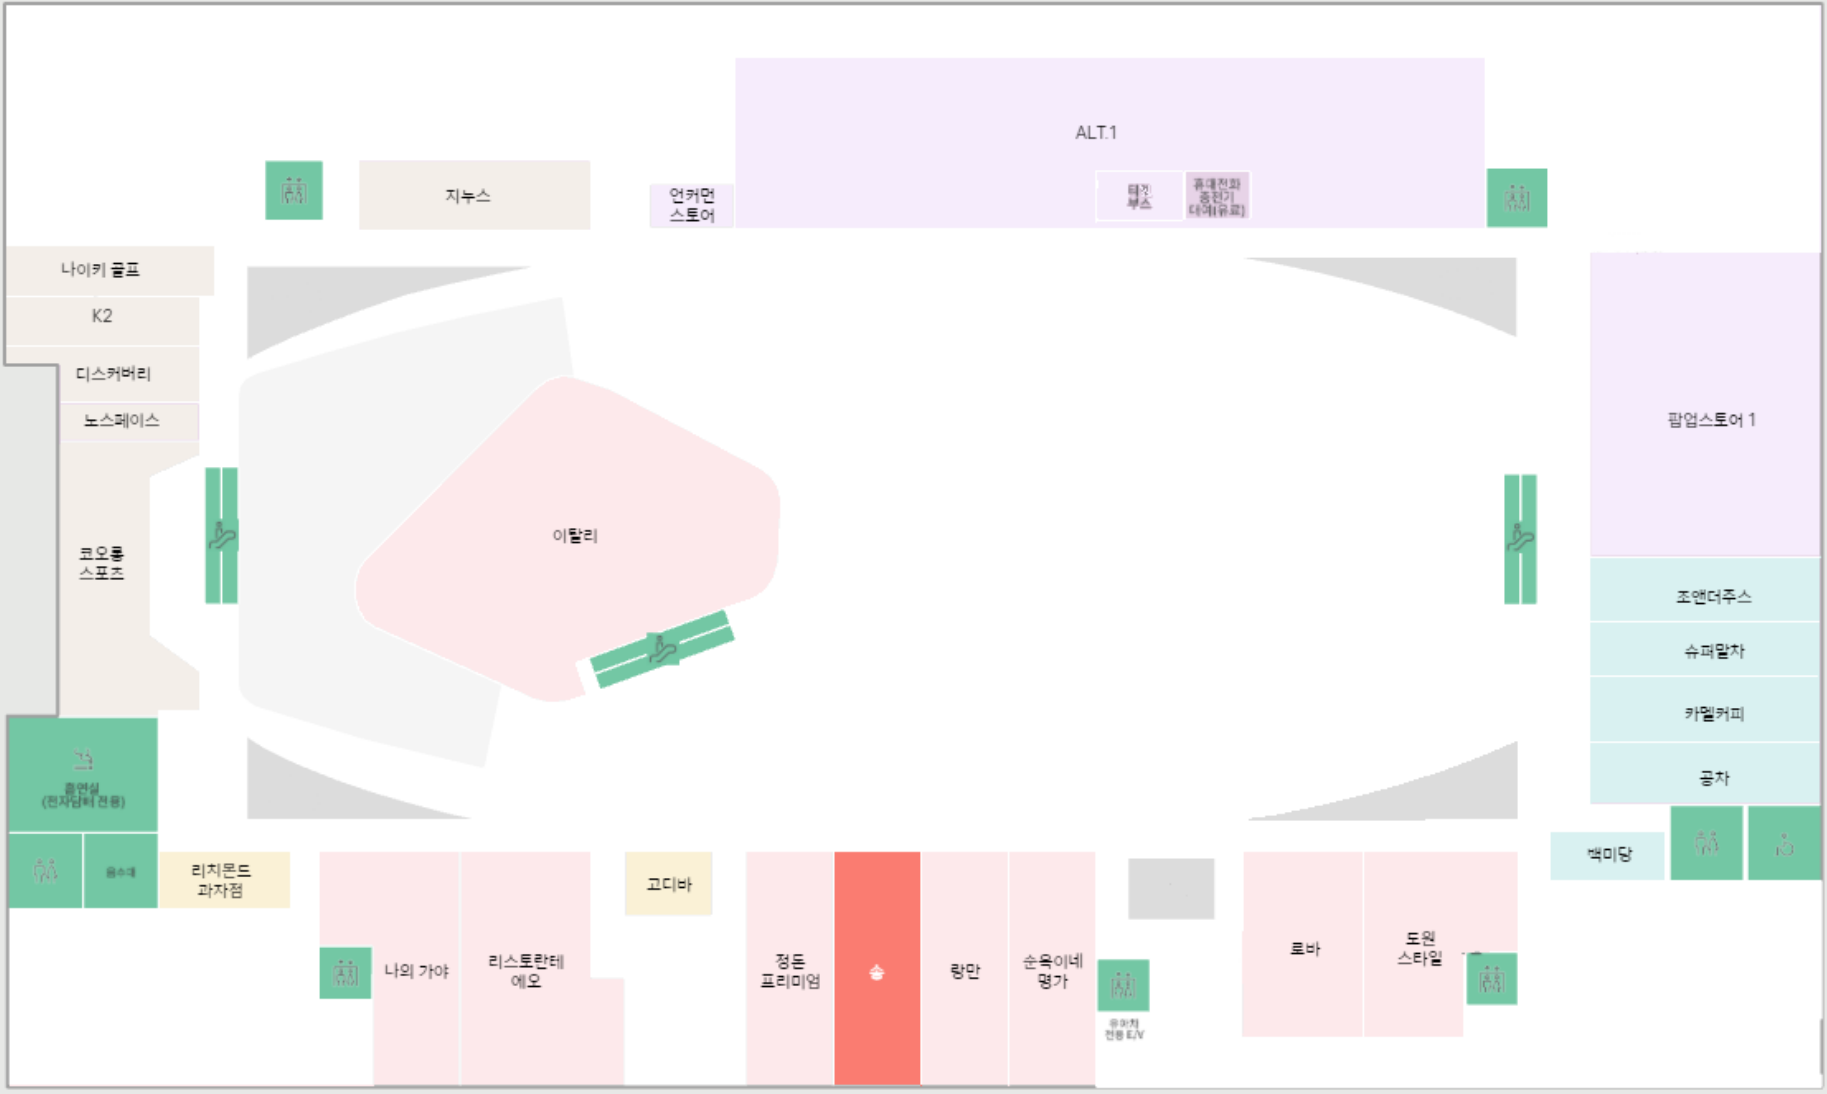 ALT.1
지누스
언커먼
스토어
티켓
부스
휴대전화
충전기
대여(유료)
나이키 골프
K2
디스커버리
노스페이스
코오롱
스포츠
이탈리
팝업스토어 1
조앤더주스
슈퍼말차
카멜커피
공차
백미당
흡연실
(전자담배 전용)
음수대
리치몬드
과자점
나의 가야
리스토란테
에오
고디바
정돈
프리미엄
랑만
순옥이네
명가
유아차
전용 E/V
로바
도원
스타일